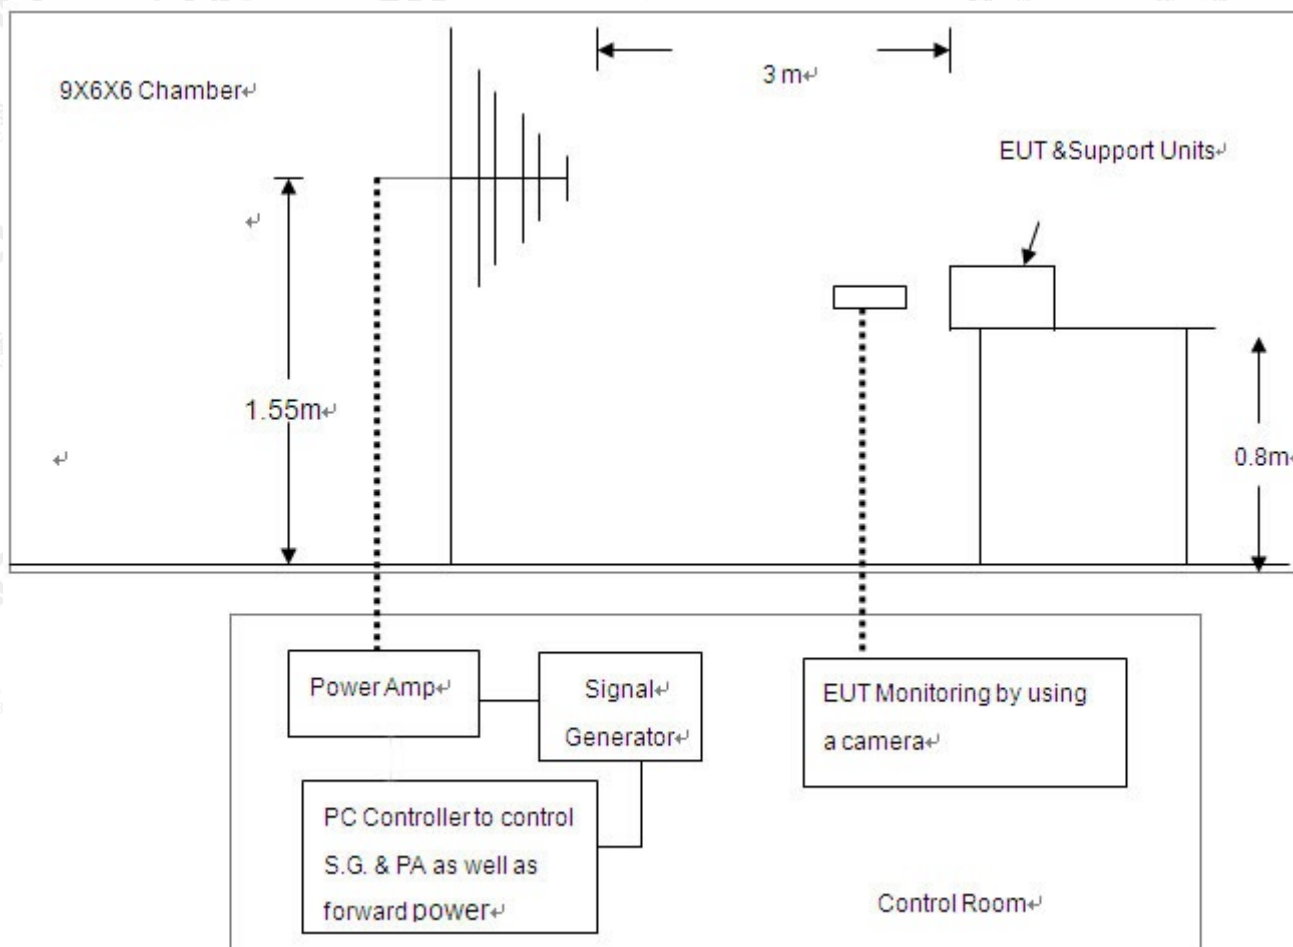 9X6X6 Chamber
3 m
EUT &Support Units
1.55m
0.8m
Power Amp
Signal
Generator
EUT Monitoring by using
a camera
PC Controller to control
S.G. & PA as well as
forward power
Control Room